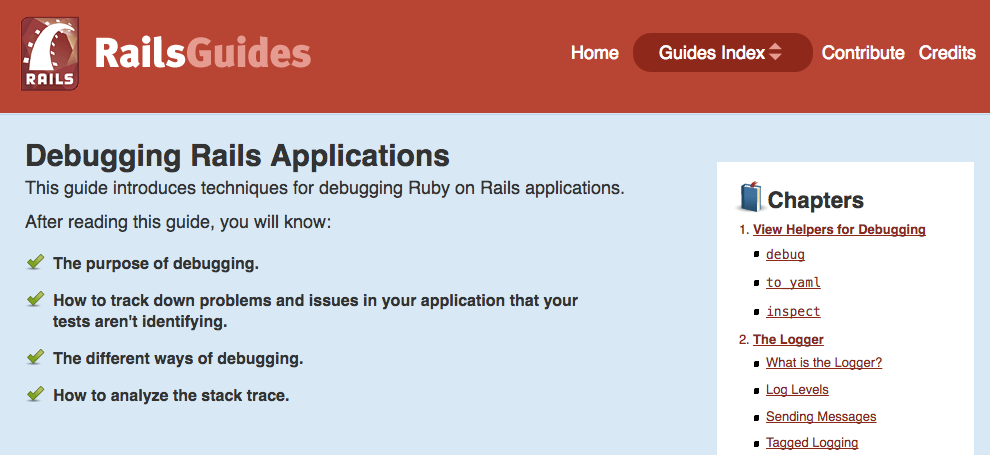 RAILS
RailsGuides
Home
Guides Index
Contribute
Credits
Debugging Rails Applications
This guide introduces techniques for debugging Ruby on Rails applications.
After reading this guide, you will know:
The purpose of debugging.
How to track down problems and issues in your application that your
tests aren't identifying.
The different ways of debugging.
How to analyze the stack trace.
Chapters
1. View Helpers for Debugging
debug
to_yaml
inspect
2. The Logger
What is the Logger?
Log Levels
Sending Messages
Tagged Logging